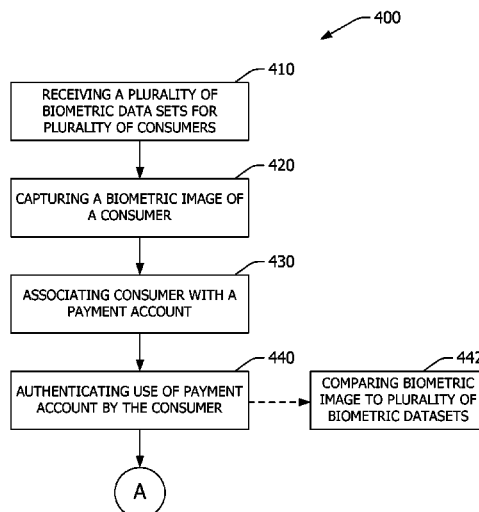 400
410
RECEIVING A PLURALITY OF
BIOMETRIC DATA SETS FOR
PLURALITY OF CONSUMERS
420
CAPTURING A BIOMETRIC IMAGE OF
A CONSUMER
430
ASSOCIATING CONSUMER WITH A
PAYMENT ACCOUNT
440
AUTHENTICATING USE OF PAYMENT
ACCOUNT BY THE CONSUMER
442
COMPARING BIOMETRIC
IMAGE TO PLURALITY OF
BIOMETRIC DATASETS
A